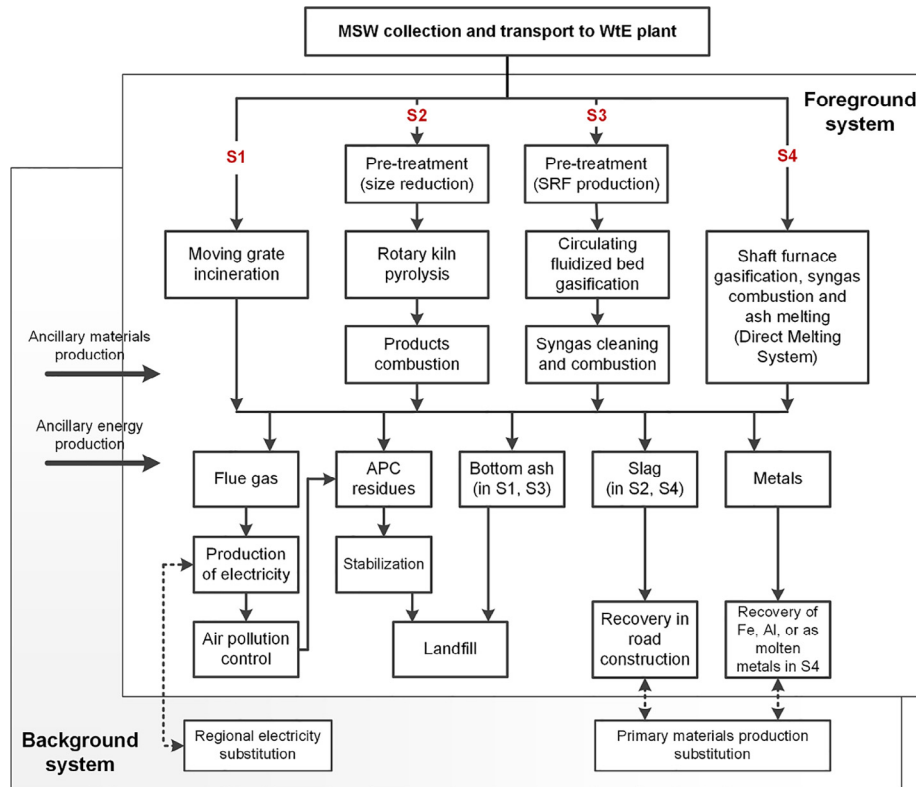 MSW collection and transport to WtE plant
Foreground
system
S1
S2
S3
S4
Pre-treatment
(size reduction)
Pre-treatment
(SRF production)
Moving grate
incineration
Rotary kiln
pyrolysis
Circulating
fluidized bed
gasification
Shaft furnace
gasification, syngas
combustion and
ash melting
(Direct Melting
System)
Products
combustion
Syngas cleaning
and combustion
Ancillary materials
production
Ancillary energy
production
Flue gas
APC
residues
Bottom ash
(in S1, S3)
Slag
(in S2, S4)
Metals
Production
of electricity
Stabilization
Air pollution
control
Landfill
Recovery in
road
construction
Recovery of
Fe, Al, or as
molten
metals in S4
Background
system
Regional electricity
substitution
Primary materials production
substitution